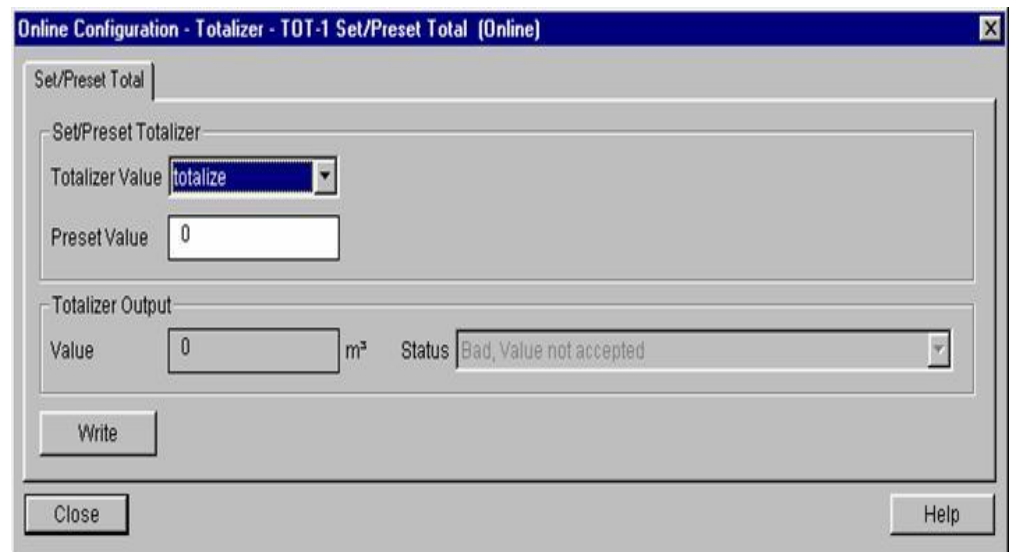 Online Configuration - Totalizer - TOT-1 Set/Preset Total (Online)
Set/Preset Total
Set/Preset Totalizer
Totalizer Value totalize
Preset Value 0
Totalizer Output
Value 0 m³ Status Bad, Value not accepted
Write
Close Help